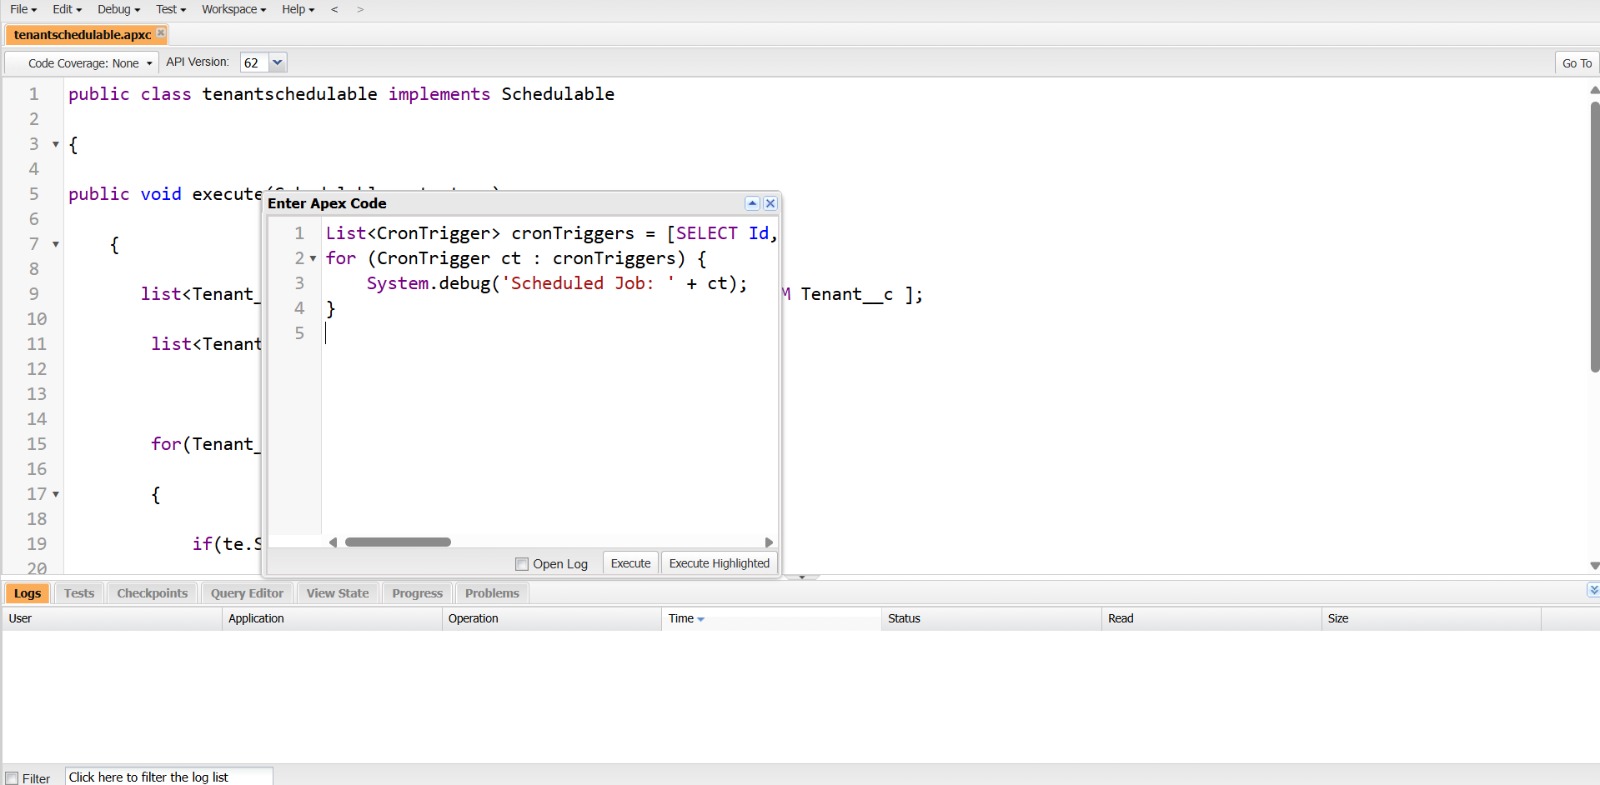 File Edit Debug Test Workspace Help < >
tenantschedulable.apxc
Code Coverage: None API Version: 62 Go To
1 public class tenantschedulable implements Schedulable
2
3 {
4
5 public void execute(
6
7 {
8
9 list<Tenant_ M Tenant__c ];
10
11 list<Tenant
12
13
14
15 for(Tenant_
16
17 {
18
19 if(te.S
20
Enter Apex Code
1 List<CronTrigger> cronTriggers = [SELECT Id,
2 for (CronTrigger ct : cronTriggers) {
3 System.debug('Scheduled Job: ' + ct);
4 }
5
Open Log Execute Execute Highlighted
Logs Tests Checkpoints Query Editor View State Progress Problems
User Application Operation Time Status Read Size
Filter Click here to filter the log list